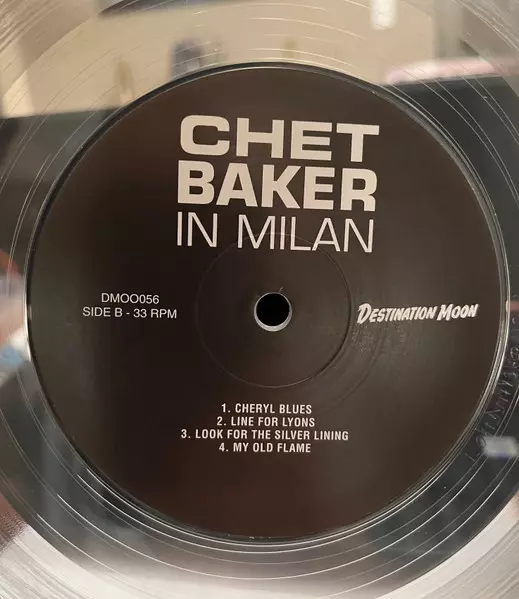 CHET
BAKER
IN MILAN
DMOO056
SIDE B - 33 RPM
DESTINATION MOON
1. CHERYL BLUES
2. LINE FOR LYONS
3. LOOK FOR THE SILVER LINING
4. MY OLD FLAME